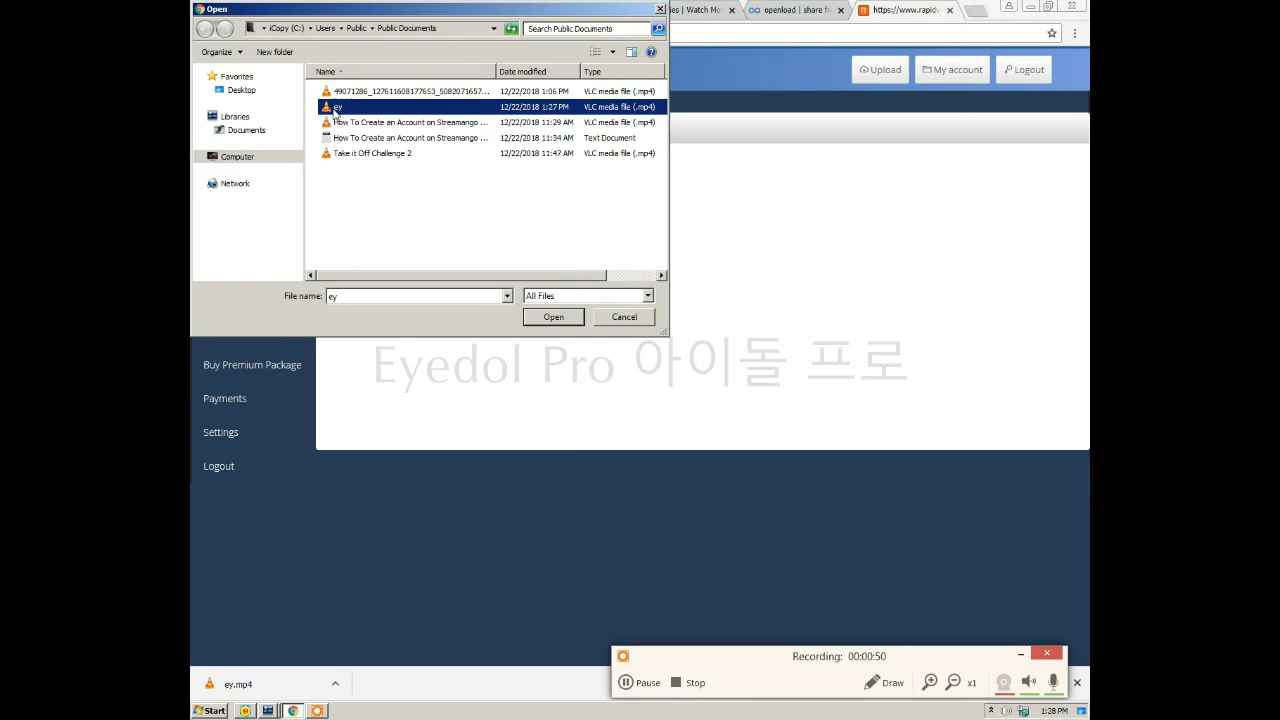 Open
les | Watch Mo
openload | share fr
https://www.rapidv
iCopy (C:) Users Public Public Documents
Search Public Documents
Organize New folder
Name Date modified Type
Favorites
Desktop
Libraries
Documents
Computer
Network
49071286_127611608177653_5082071657... 12/22/2018 1:06 PM VLC media file (.mp4)
ey 12/22/2018 1:27 PM VLC media file (.mp4)
How To Create an Account on Streamango ... 12/22/2018 11:29 AM VLC media file (.mp4)
How To Create an Account on Streamango ... 12/22/2018 11:34 AM Text Document
Take it Off Challenge 2 12/22/2018 11:47 AM VLC media file (.mp4)
File name: ey All Files
Open Cancel
Upload My account Logout
Eyedol Pro 아이돌 프로
Buy Premium Package
Payments
Settings
Logout
Recording: 00:00:50
Pause Stop Draw x1
ey.mp4
Start 1:28 PM